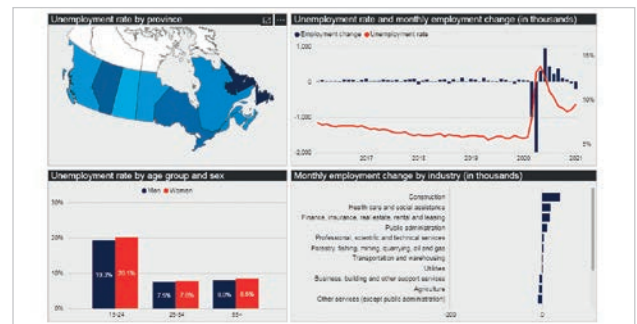 Unemployment rate by province
Unemployment rate and monthly employment change (in thousands)
Employment change Unemployment rate
1,000
0
-1,000
-2,000
15%
10%
5%
2017 2018 2019 2020 2021
Unemployment rate by age group and sex
Men Women
30%
20%
10%
0%
19.3% 20.1%
7.5% 7.8%
8.0% 8.5%
15-24 25-54 55+
Monthly employment change by industry (in thousands)
Construction
Health care and social assistance
Finance, insurance, real estate, rental and leasing
Public administration
Professional, scientific and technical services
Forestry, fishing, mining, quarrying, oil and gas
Transportation and warehousing
Utilities
Business, building and other support services
Agriculture
Other services (except public administration)
-200 0